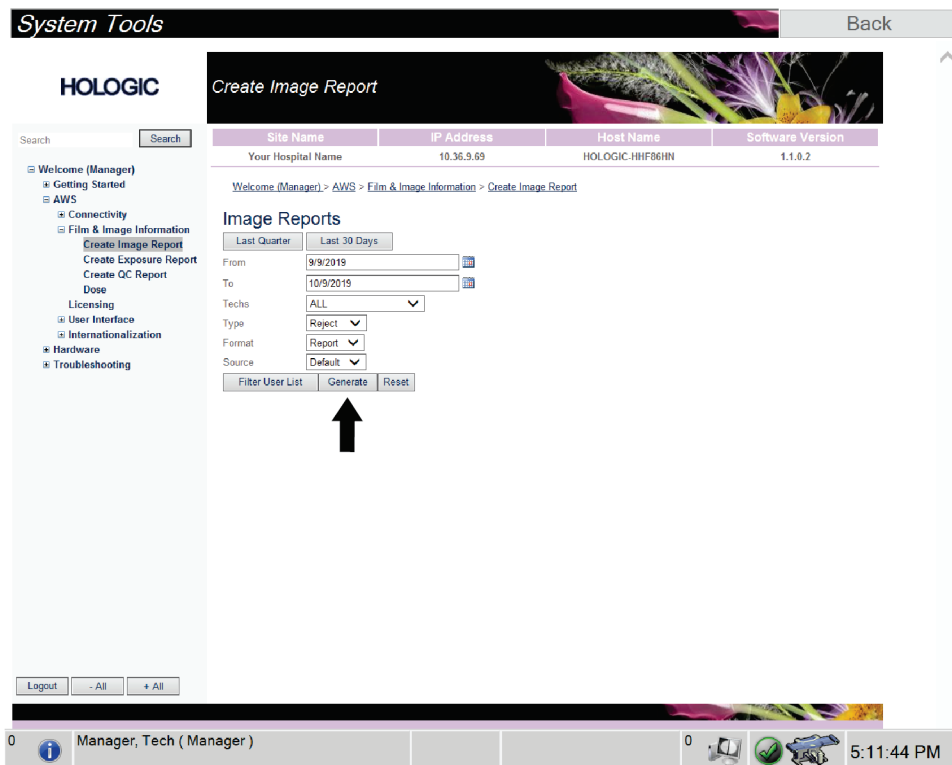 System Tools
Back
HOLOGIC
Create Image Report
Search
Search
Site Name IP Address Host Name Software Version
Your Hospital Name 10.36.9.69 HOLOGIC-HHF86HN 1.1.0.2
Welcome (Manager)
Getting Started
AWS
Connectivity
Film & Image Information
Create Image Report
Create Exposure Report
Create QC Report
Dose
Licensing
User Interface
Internationalization
Hardware
Troubleshooting
Welcome (Manager) > AWS > Film & Image Information > Create Image Report
Image Reports
Last Quarter Last 30 Days
From 9/9/2019
To 10/9/2019
Techs ALL
Type Reject
Format Report
Source Default
Filter User List Generate Reset
Logout - All + All
0 Manager, Tech ( Manager ) 0 5:11:44 PM